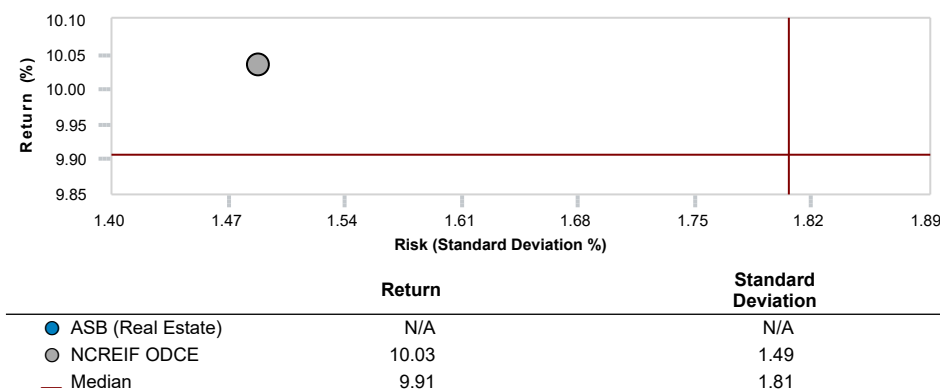 10.10
10.05
10.00
9.95
9.90
9.85
Return (%)
1.40 1.47 1.54 1.61 1.68 1.75 1.82 1.89
Risk (Standard Deviation %)
Return Standard Deviation
ASB (Real Estate) N/A N/A
NCREIF ODCE 10.03 1.49
Median 9.91 1.81